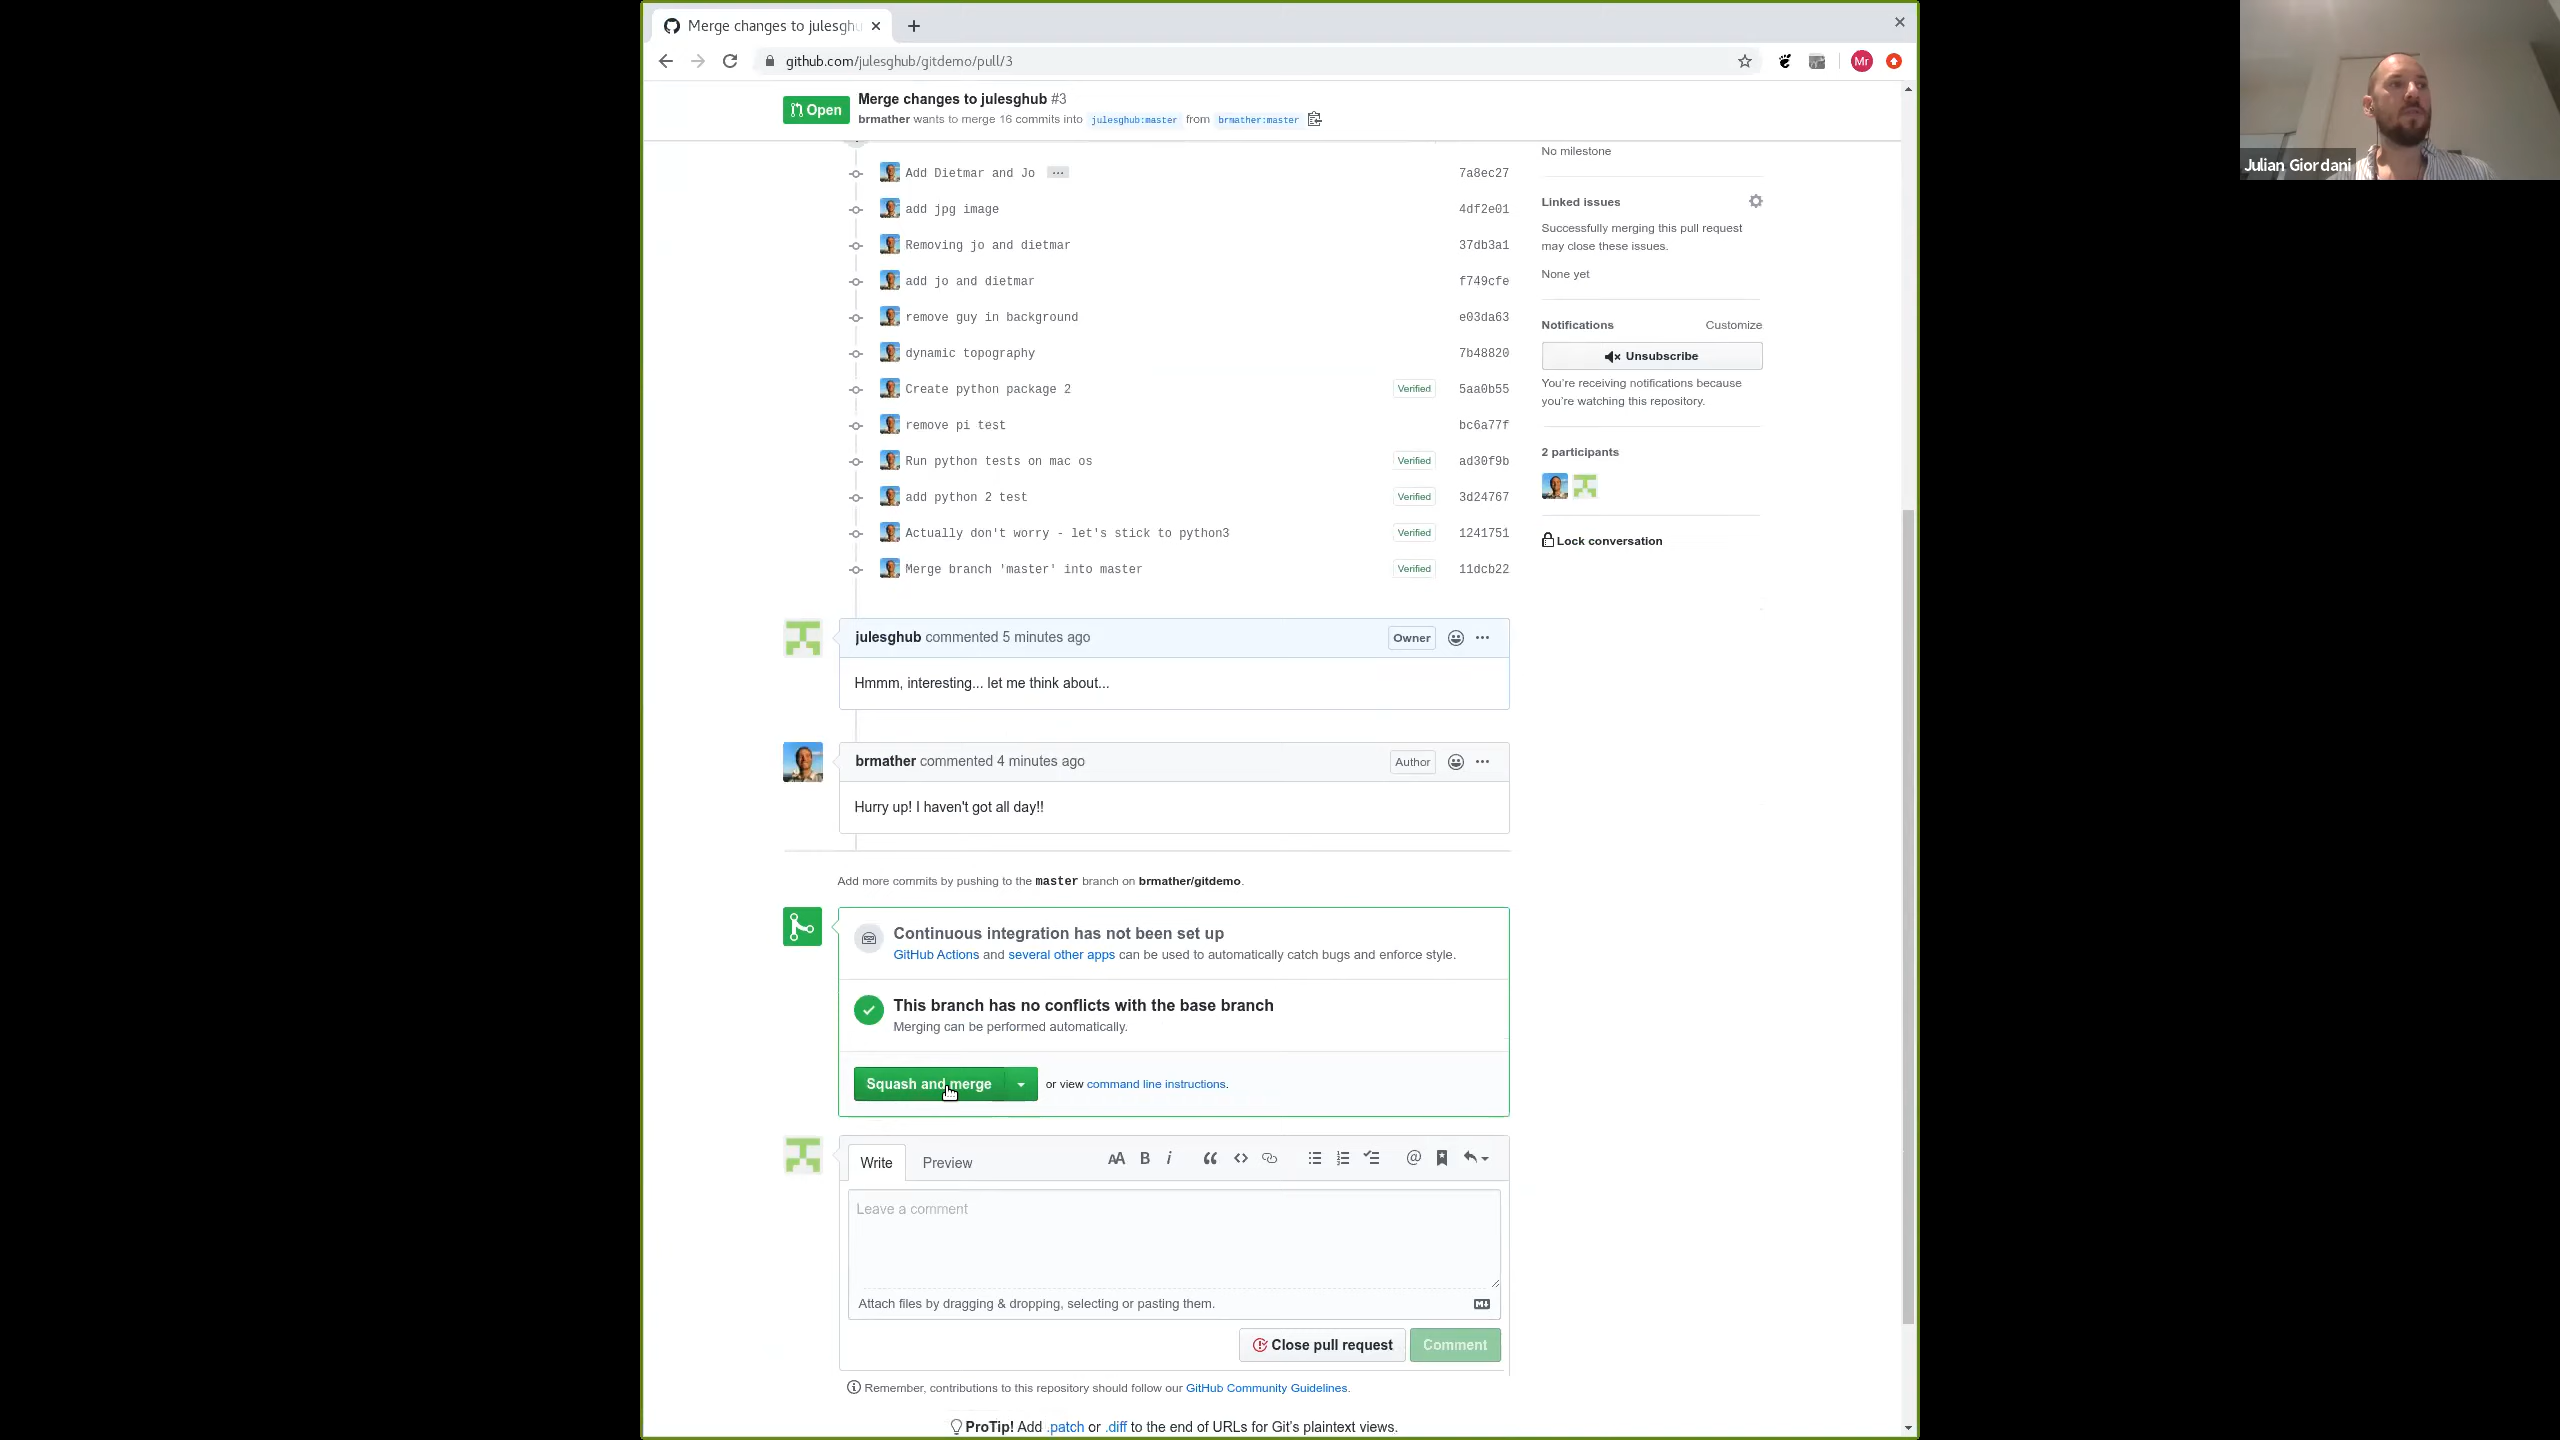 Merge changes to julesghu
github.com/julesghub/gitdemo/pull/3
Mr
Open
Merge changes to julesghub #3
brmather wants to merge 16 commits into julesghub:master from brmather:master
Add Dietmar and Jo ... 7a8ec27
add jpg image 4df2e01
Removing jo and dietmar 37db3a1
add jo and dietmar f749cfe
remove guy in background e03da63
dynamic topography 7b48820
Create python package 2 Verified 5aa0b55
remove pi test bc6a77f
Run python tests on mac os Verified ad30f9b
add python 2 test Verified 3d24767
Actually don't worry - let's stick to python3 Verified 1241751
Merge branch 'master' into master Verified 11dcb22
julesghub commented 5 minutes ago Owner
Hmmm, interesting... let me think about...
brmather commented 4 minutes ago Author
Hurry up! I haven't got all day!!
Add more commits by pushing to the master branch on brmather/gitdemo.
Continuous integration has not been set up
GitHub Actions and several other apps can be used to automatically catch bugs and enforce style.
This branch has no conflicts with the base branch
Merging can be performed automatically.
Squash and merge or view command line instructions.
Write Preview AA B i
Leave a comment
Attach files by dragging & dropping, selecting or pasting them.
Close pull request Comment
Remember, contributions to this repository should follow our GitHub Community Guidelines.
ProTip! Add .patch or .diff to the end of URLs for Git's plaintext views.
No milestone
Linked issues
Successfully merging this pull request
may close these issues.
None yet
Notifications Customize
Unsubscribe
You're receiving notifications because
you're watching this repository.
2 participants
Lock conversation
Julian Giordani